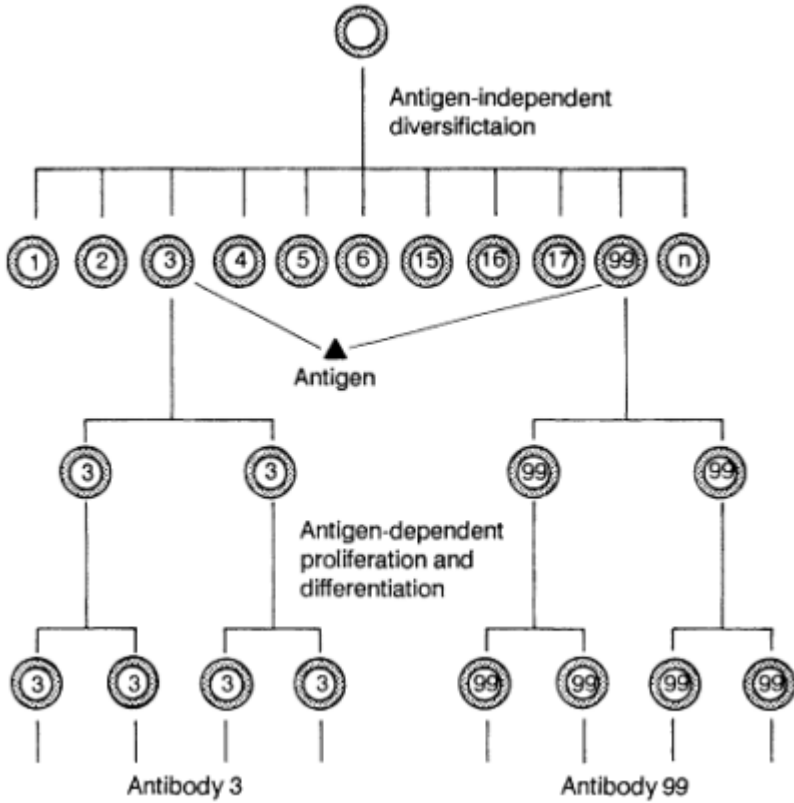 Antigen-independent
diversifictaion
1 2 3 4 5 6 15 16 17 99 n
Antigen
3 3 99 99
Antigen-dependent
proliferation and
differentiation
3 3 3 3 99 99 99 99
Antibody 3 Antibody 99